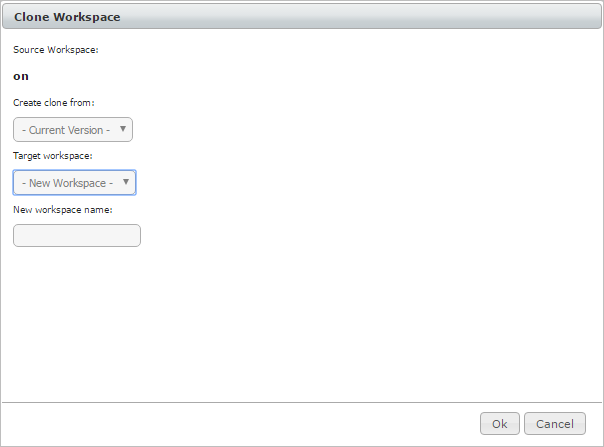 Clone Workspace
Source Workspace:
on
Create clone from:
- Current Version -
Target workspace:
- New Workspace -
New workspace name:
Ok Cancel